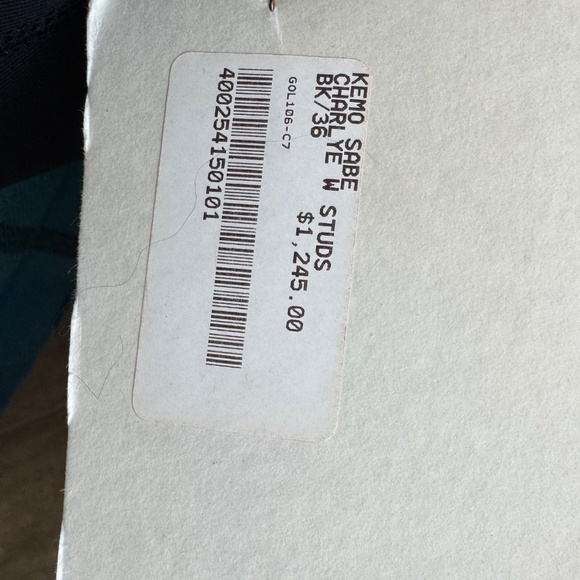 KEMO SABE
CHARLYE W STUDS
BK/36 $1,245.00
GOL106-C7
400254150101